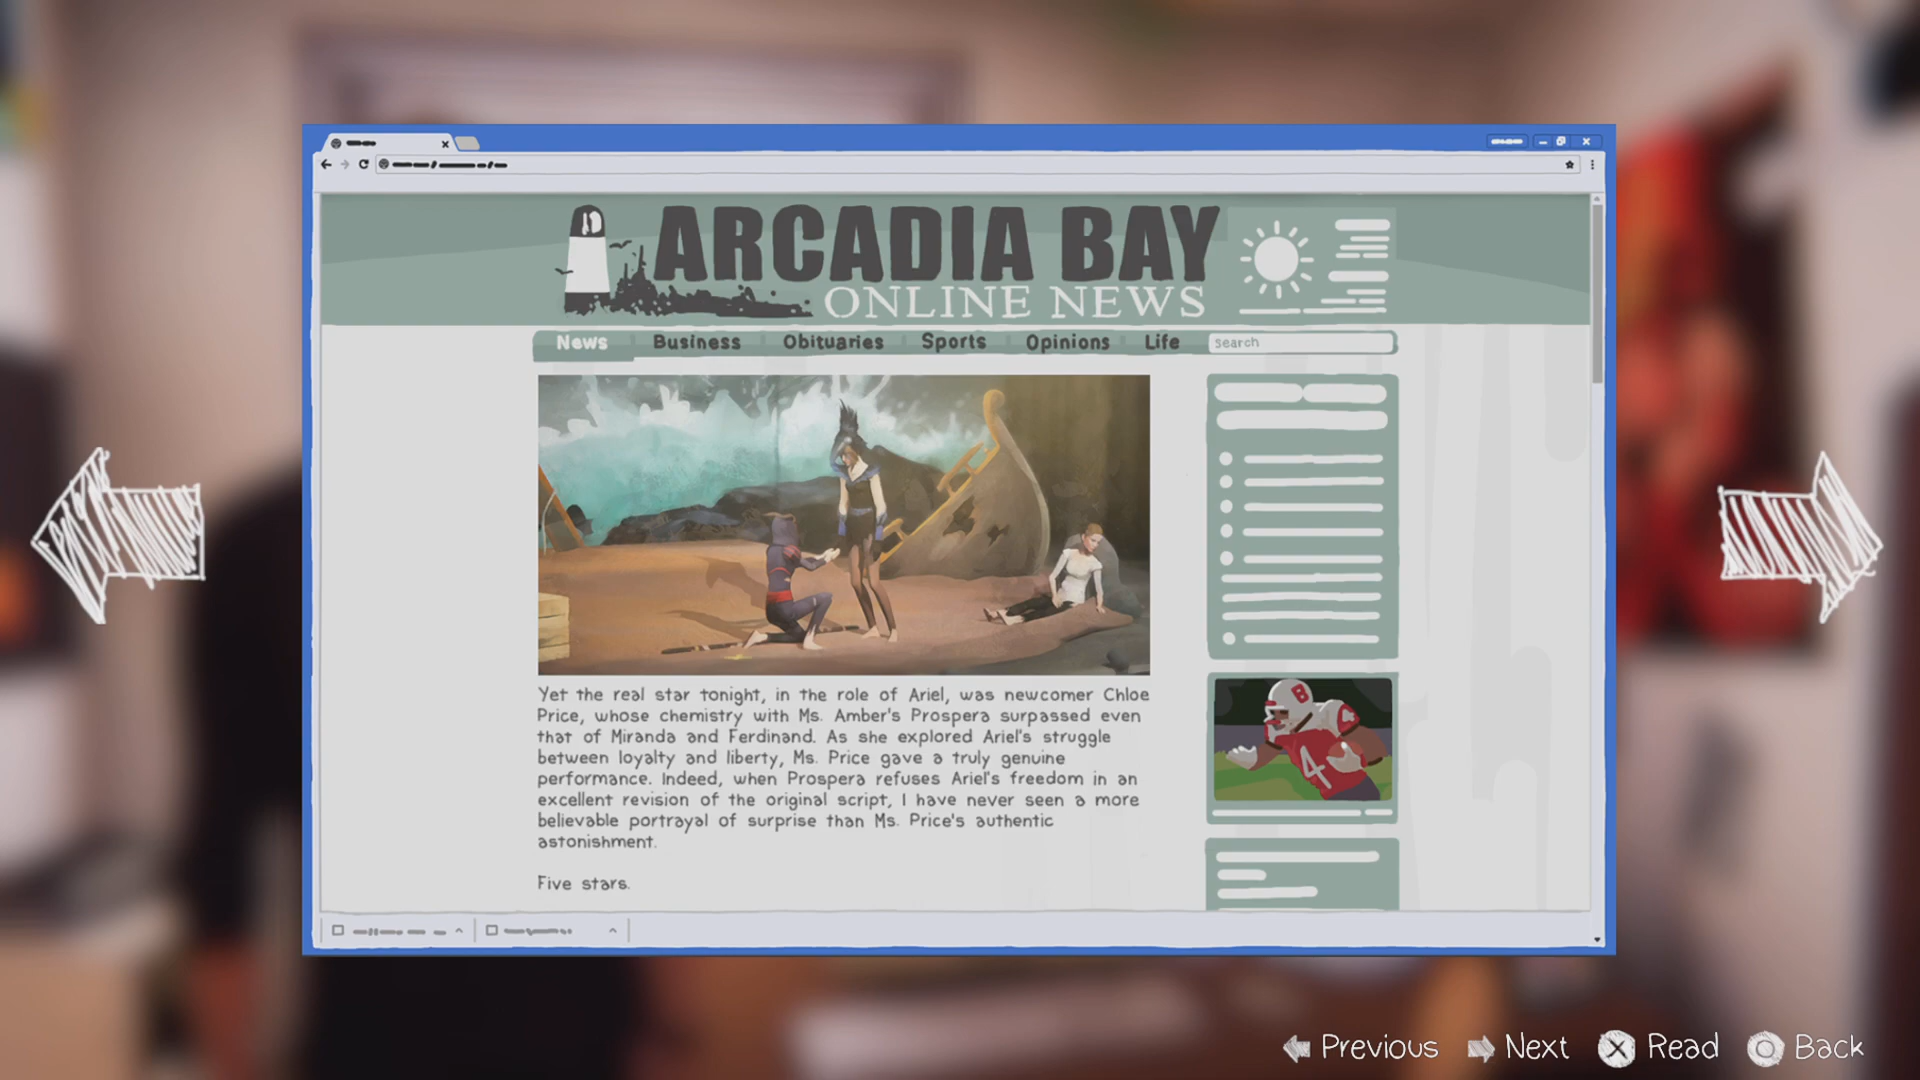 ARCADIA BAY
ONLINE NEWS
News Business Obituaries Sports Opinions Life search
Yet the real star tonight, in the role of Ariel, was newcomer Chloe
Price, whose chemistry with Ms. Amber's Prospera surpassed even
that of Miranda and Ferdinand. As she explored Ariel's struggle
between loyalty and liberty, Ms. Price gave a truly genuine
performance. Indeed, when Prospera refuses Ariel's freedom in an
excellent revision of the original script, I have never seen a more
believable portrayal of surprise than Ms. Price's authentic
astonishment.
Five stars.
B
4
4
Previous Next Read Back